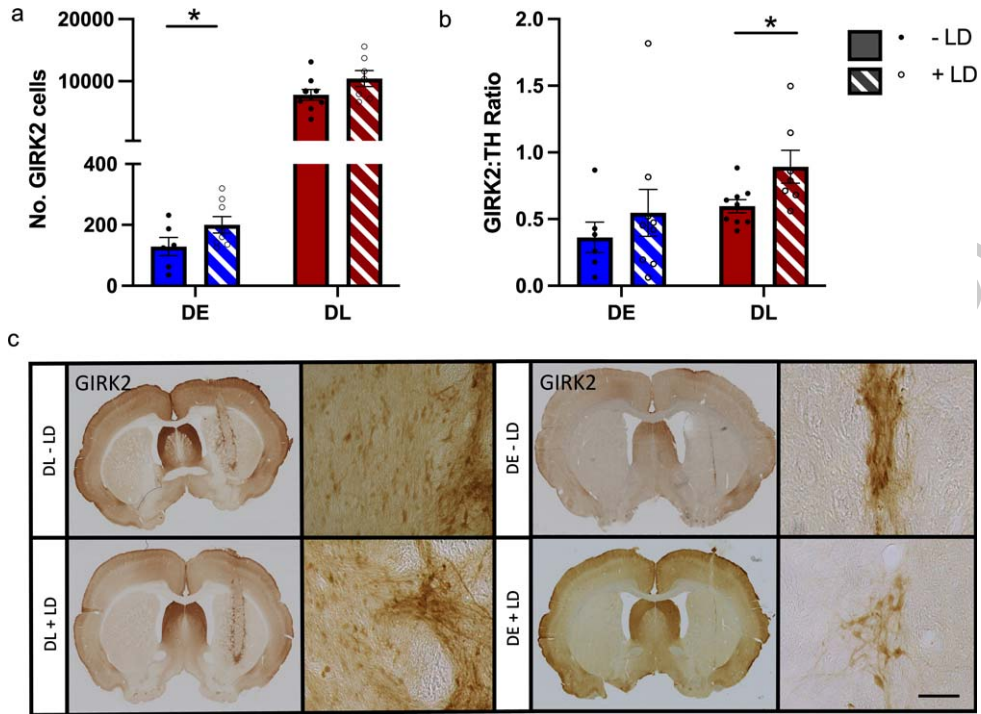 a
*
20000
10000
400
200
0
No. GIRK2 cells
DE
DL
b
*
2.0
1.5
1.0
0.5
0.0
GIRK2:TH Ratio
DE
DL
- LD
+ LD
c
DL - LD
GIRK2
DE - LD
GIRK2
DL + LD
DE + LD